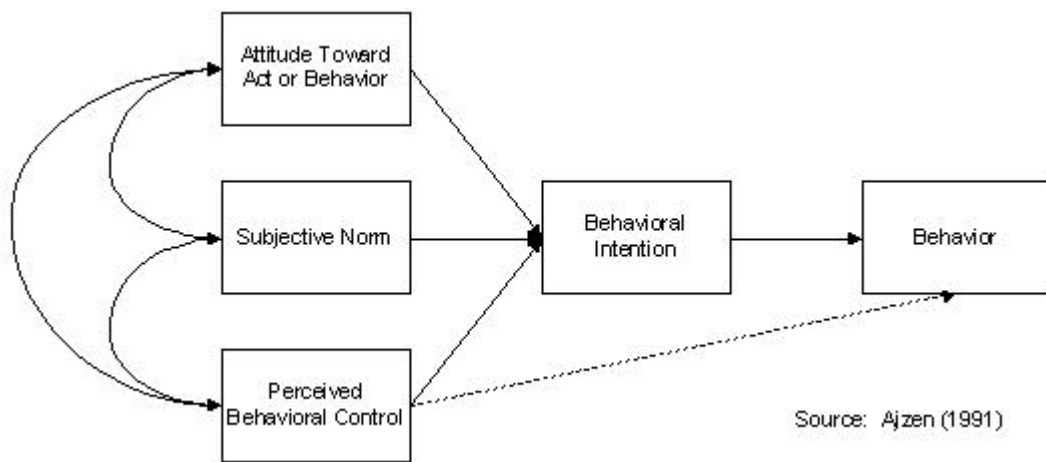 Attitude Toward
Act or Behavior
Subjective Norm
Behavioral
Intention
Behavior
Perceived
Behavioral Control
Source: Ajzen (1991)